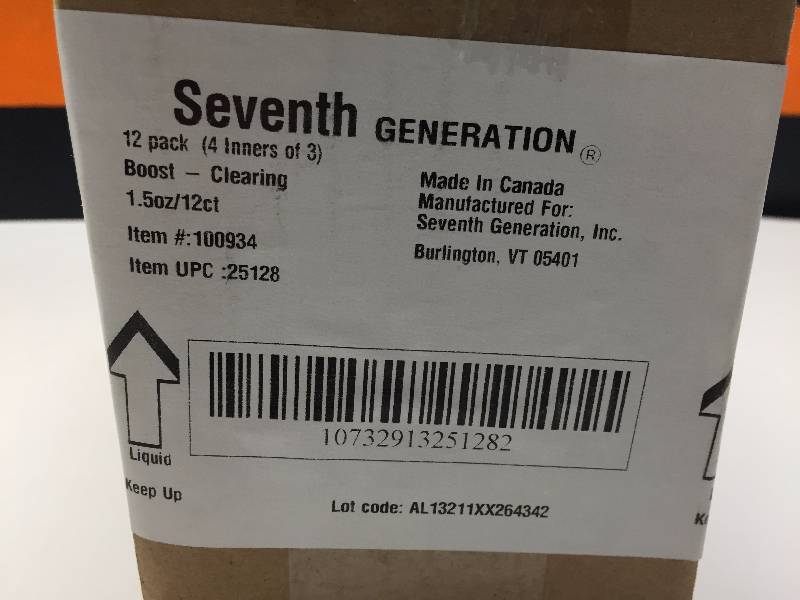 Seventh GENERATION ®
12 pack (4 Inners of 3)
Boost – Clearing
1.5oz/12ct
Item #:100934
Item UPC :25128
Made In Canada
Manufactured For:
Seventh Generation, Inc.
Burlington, VT 05401
10732913251282
Liquid
Keep Up
Lot code: AL13211XX264342